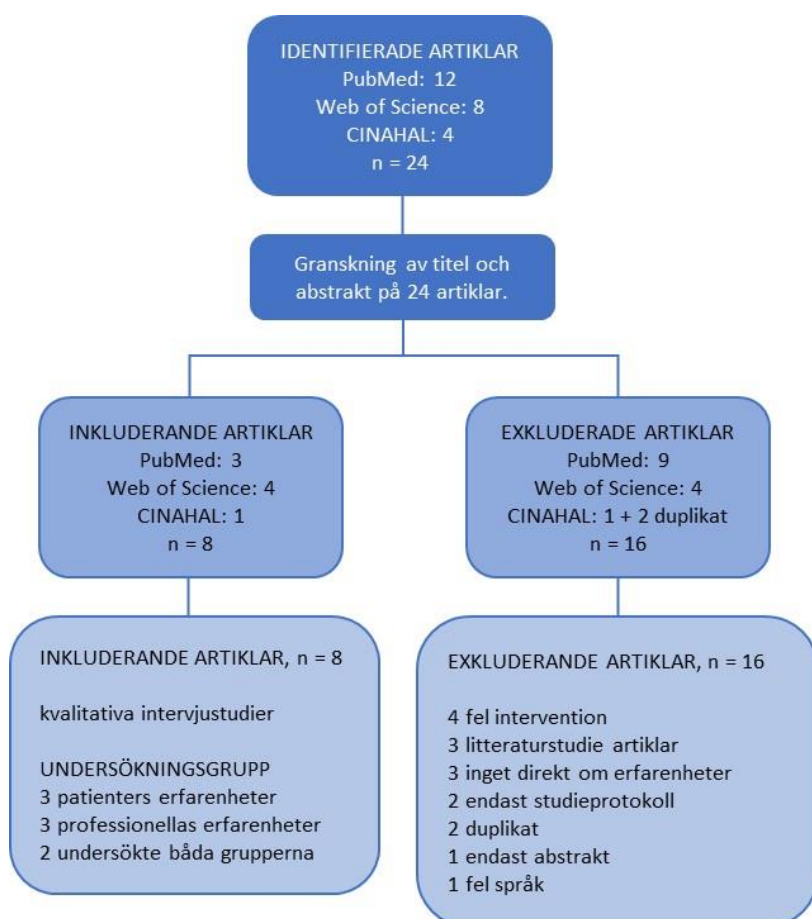 IDENTIFIERADE ARTIKLAR
PubMed: 12
Web of Science: 8
CINAHAL: 4
n = 24
Granskning av titel och
abstrakt på 24 artiklar.
INKLUDERANDE ARTIKLAR
PubMed: 3
Web of Science: 4
CINAHAL: 1
n = 8
EXKLUDERADE ARTIKLAR
PubMed: 9
Web of Science: 4
CINAHAL: 1 + 2 duplikat
n = 16
INKLUDERANDE ARTIKLAR, n = 8
kvalitativa intervjustudier
UNDERSÖKNINGSGRUPP
3 patienters erfarenheter
3 professionellas erfarenheter
2 undersökte båda grupperna
EXKLUDERANDE ARTIKLAR, n = 16
4 fel intervention
3 litteraturstudie artiklar
3 inget direkt om erfarenheter
2 endast studieprotokoll
2 duplikat
1 endast abstrakt
1 fel språk